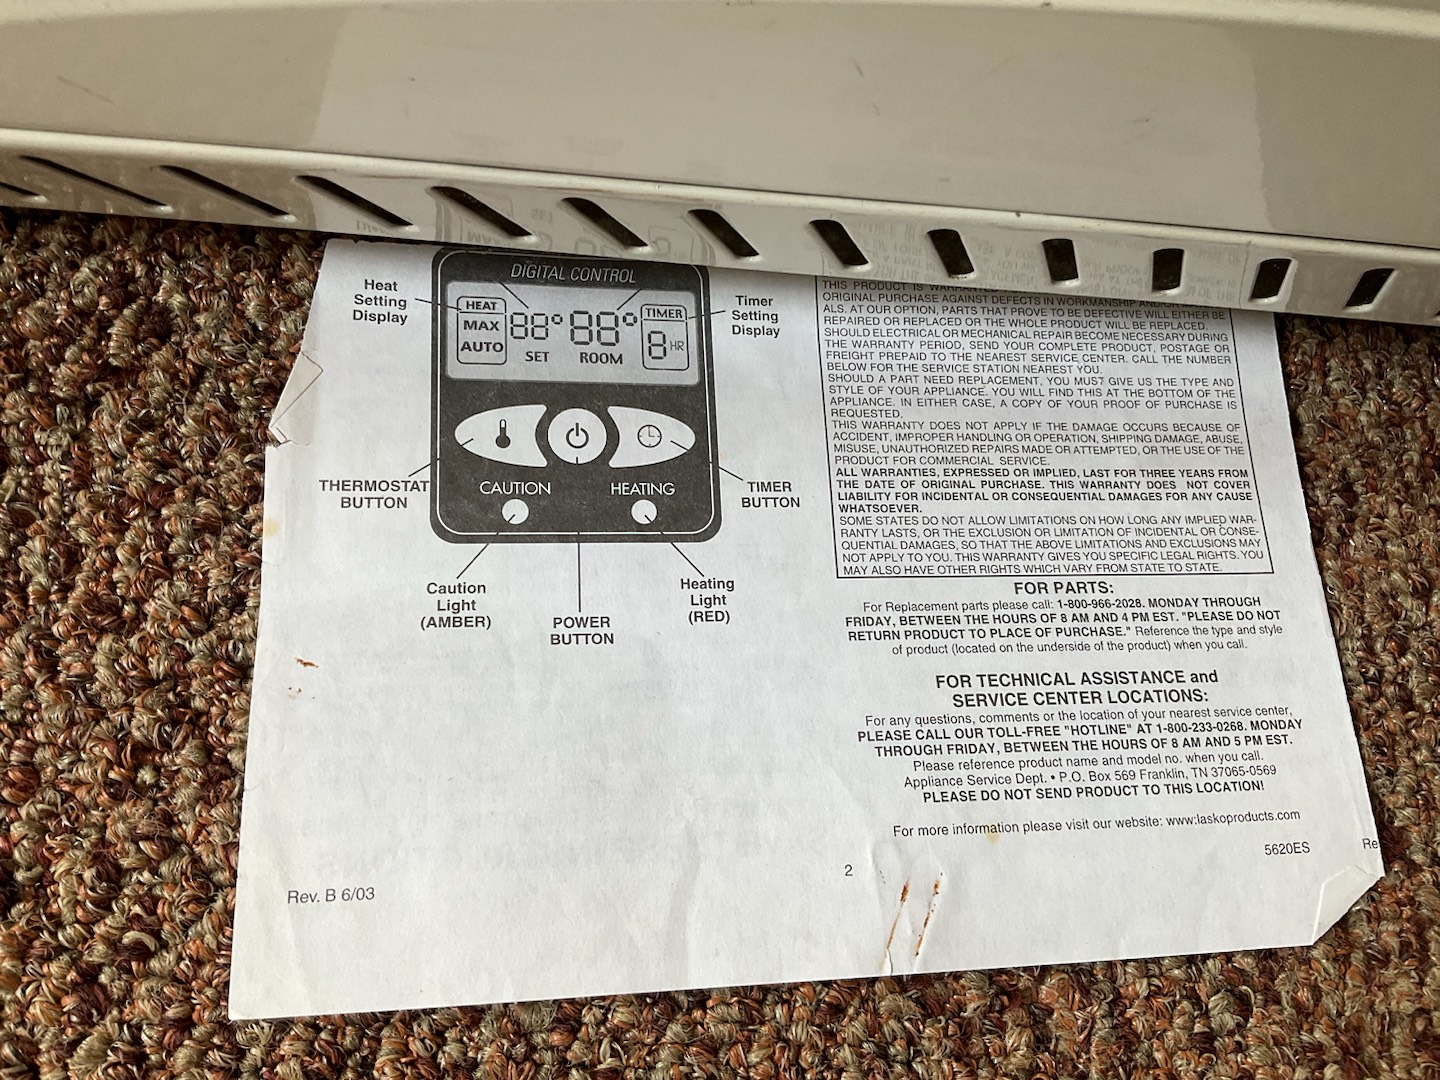 DIGITAL CONTROL
Heat
Setting
Display
HEAT
MAX
AUTO
88° 88°
SET ROOM
TIMER
8 HR
Timer
Setting
Display
THERMOSTAT
BUTTON
CAUTION HEATING
TIMER
BUTTON
Caution
Light
(AMBER)
POWER
BUTTON
Heating
Light
(RED)
Rev. B 6/03
THIS PRODUCT IS
ORIGINAL PURCHASE AGAINST DEFECTS IN WORKMANSHIP
ALS. AT OUR OPTION, PARTS THAT PROVE TO BE DEFECTIVE WILL EITHER BE
REPAIRED OR REPLACED OR THE WHOLE PRODUCT WILL BE REPLACED.
SHOULD ELECTRICAL OR MECHANICAL REPAIR BECOME NECESSARY DURING
THE WARRANTY PERIOD, SEND YOUR COMPLETE PRODUCT, POSTAGE OR
FREIGHT PREPAID TO THE NEAREST SERVICE CENTER. CALL THE NUMBER
BELOW FOR THE SERVICE STATION NEAREST YOU.
SHOULD A PART NEED REPLACEMENT, YOU MUST GIVE US THE TYPE AND
STYLE OF YOUR APPLIANCE. YOU WILL FIND THIS AT THE BOTTOM OF THE
APPLIANCE. IN EITHER CASE, A COPY OF YOUR PROOF OF PURCHASE IS
REQUESTED.
THIS WARRANTY DOES NOT APPLY IF THE DAMAGE OCCURS BECAUSE OF
ACCIDENT, IMPROPER HANDLING OR OPERATION, SHIPPING DAMAGE, ABUSE,
MISUSE, UNAUTHORIZED REPAIRS MADE OR ATTEMPTED, OR THE USE OF THE
PRODUCT FOR COMMERCIAL SERVICE.
ALL WARRANTIES, EXPRESSED OR IMPLIED, LAST FOR THREE YEARS FROM
THE DATE OF ORIGINAL PURCHASE. THIS WARRANTY DOES NOT COVER
LIABILITY FOR INCIDENTAL OR CONSEQUENTIAL DAMAGES FOR ANY CAUSE
WHATSOEVER.
SOME STATES DO NOT ALLOW LIMITATIONS ON HOW LONG ANY IMPLIED WAR-
RANTY LASTS, OR THE EXCLUSION OR LIMITATION OF INCIDENTAL OR CONSE-
QUENTIAL DAMAGES, SO THAT THE ABOVE LIMITATIONS AND EXCLUSIONS MAY
NOT APPLY TO YOU. THIS WARRANTY GIVES YOU SPECIFIC LEGAL RIGHTS. YOU
MAY ALSO HAVE OTHER RIGHTS WHICH VARY FROM STATE TO STATE.
FOR PARTS:
For Replacement parts please call: 1-800-966-2028. MONDAY THROUGH
FRIDAY, BETWEEN THE HOURS OF 8 AM AND 4 PM EST. "PLEASE DO NOT
RETURN PRODUCT TO PLACE OF PURCHASE." Reference the type and style
of product (located on the underside of the product) when you call.
FOR TECHNICAL ASSISTANCE and
SERVICE CENTER LOCATIONS:
For any questions, comments or the location of your nearest service center,
PLEASE CALL OUR TOLL-FREE "HOTLINE" AT 1-800-233-0268. MONDAY
THROUGH FRIDAY, BETWEEN THE HOURS OF 8 AM AND 5 PM EST.
Please reference product name and model no. when you call.
Appliance Service Dept. • P.O. Box 569 Franklin, TN 37065-0569
PLEASE DO NOT SEND PRODUCT TO THIS LOCATION!
For more information please visit our website: www.laskoproducts.com
5620ES
Re
2